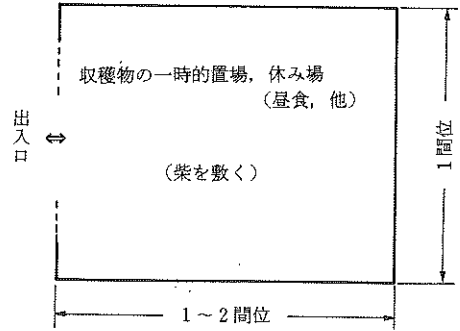 収穫物の一時的置場，休み場
（昼食，他）
出入口
⇔
（柴を敷く）
1間位
1～2間位